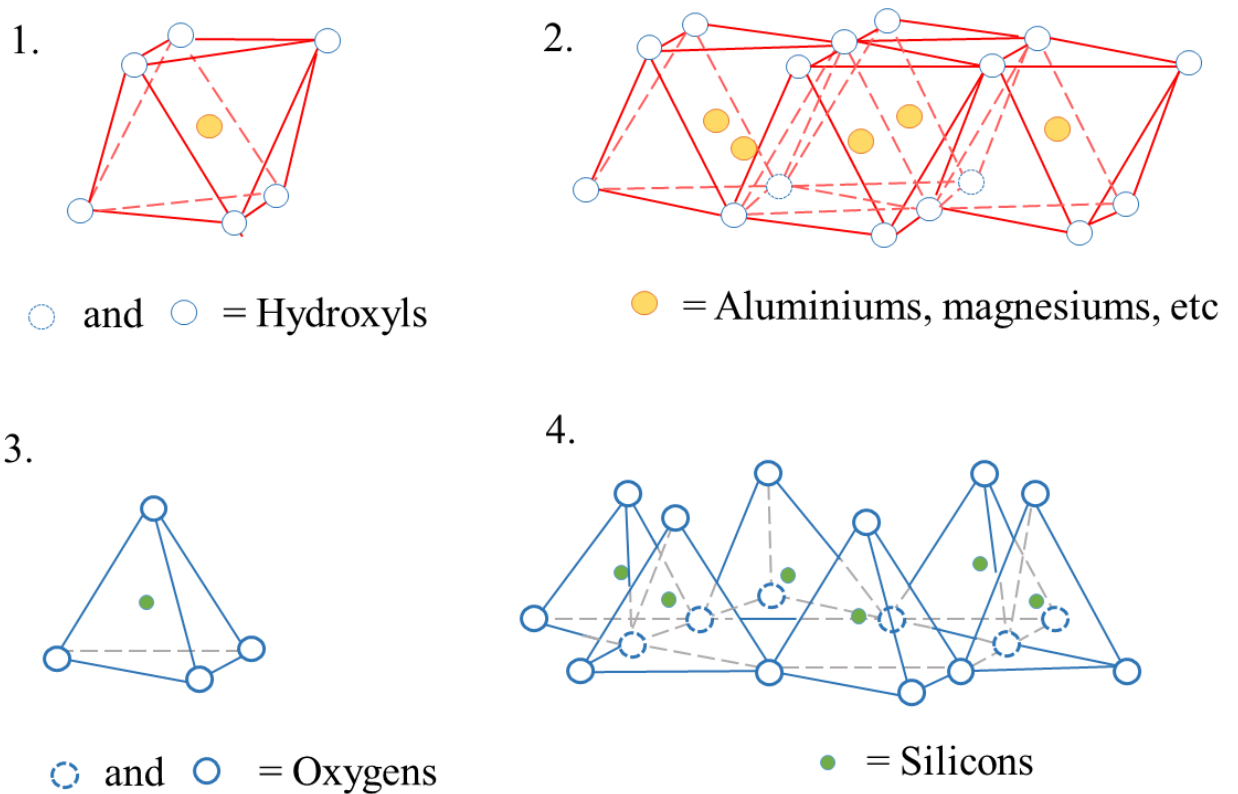 1.
2.
and = Hydroxyls
= Aluminiums, magnesiums, etc
3.
4.
and = Oxygens
= Silicons